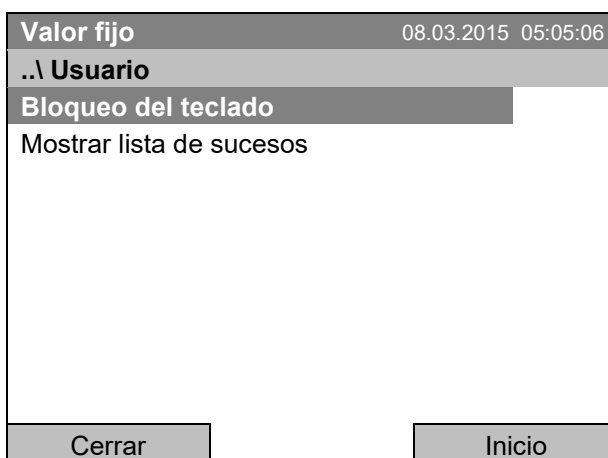 Valor fijo 08.03.2015 05:05:06
..\ Usuario
Bloqueo del teclado
Mostrar lista de sucesos
Cerrar Inicio